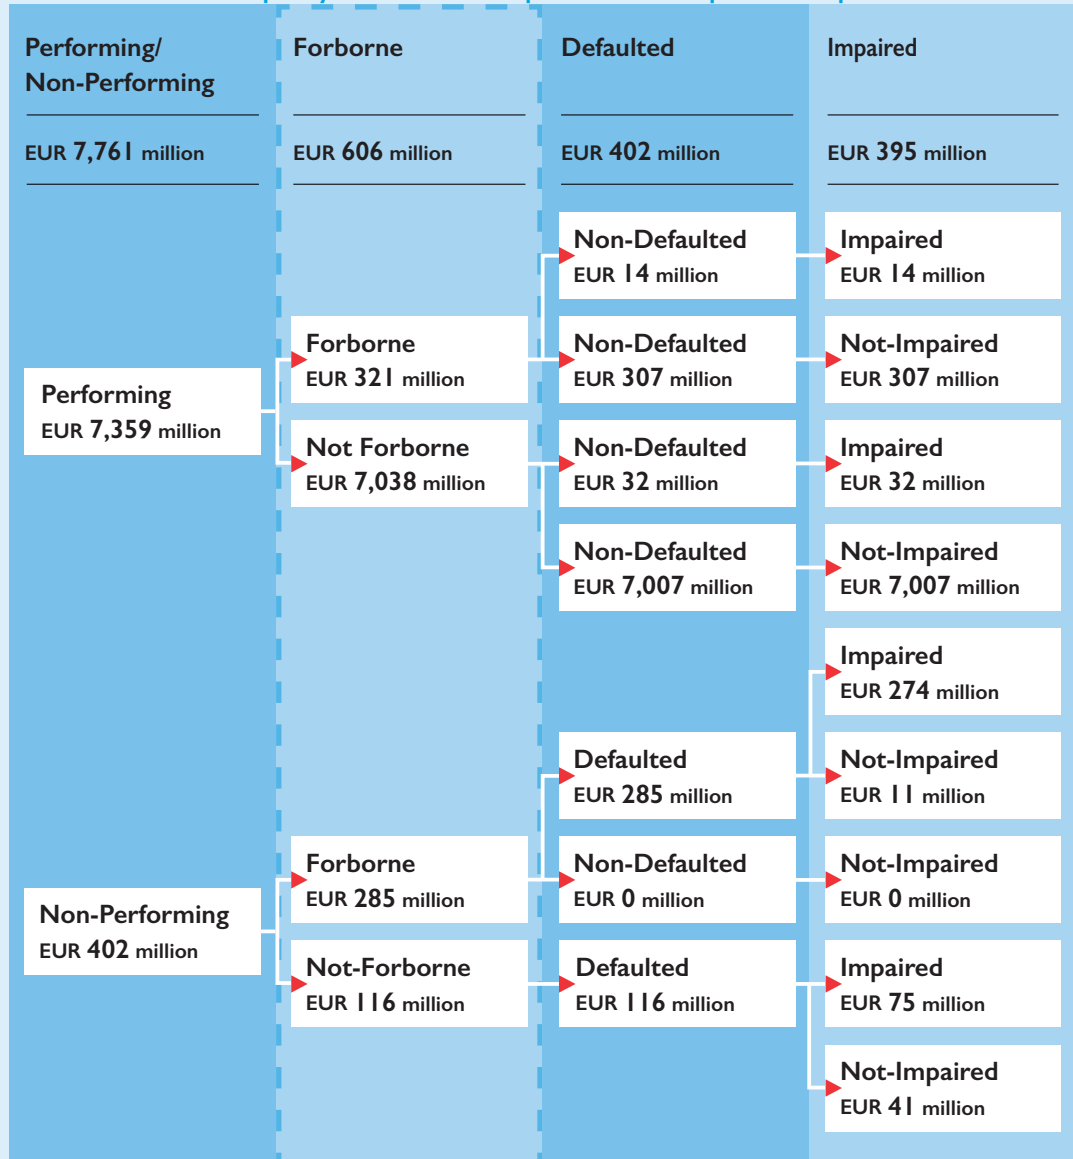 Performing/
Non-Performing
EUR 7,761 million
Forborne
EUR 606 million
Defaulted
EUR 402 million
Impaired
EUR 395 million
Performing
EUR 7,359 million
Forborne
EUR 321 million
Not Forborne
EUR 7,038 million
Non-Defaulted
EUR 14 million
Non-Defaulted
EUR 307 million
Non-Defaulted
EUR 32 million
Non-Defaulted
EUR 7,007 million
Impaired
EUR 14 million
Not-Impaired
EUR 307 million
Impaired
EUR 32 million
Not-Impaired
EUR 7,007 million
Non-Performing
EUR 402 million
Forborne
EUR 285 million
Not-Forborne
EUR 116 million
Defaulted
EUR 285 million
Non-Defaulted
EUR 0 million
Defaulted
EUR 116 million
Impaired
EUR 274 million
Not-Impaired
EUR 11 million
Not-Impaired
EUR 0 million
Impaired
EUR 75 million
Not-Impaired
EUR 41 million